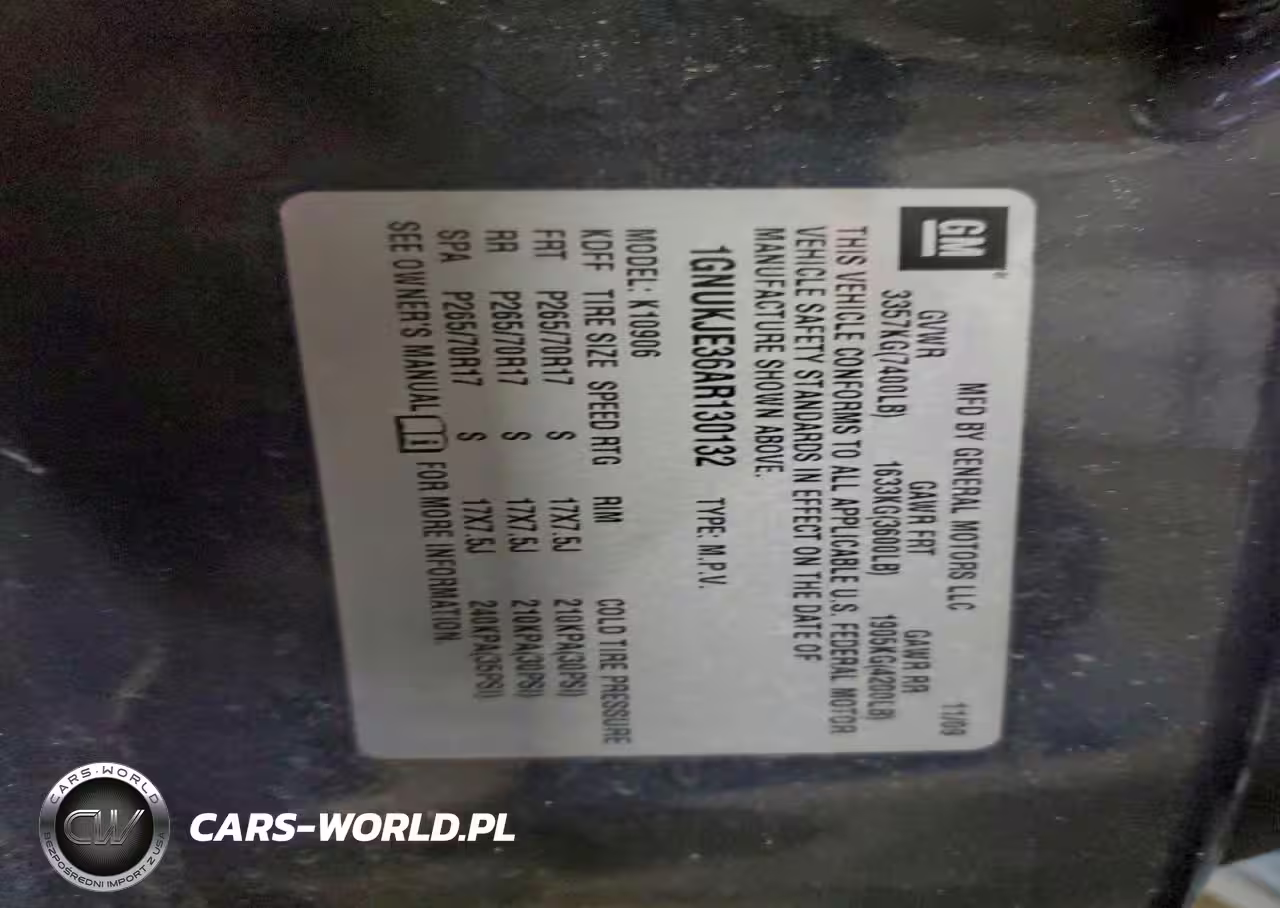 GM
MFD BY GENERAL MOTORS LLC 11/09
GVWR GAWR FRT GAWR RR
3357KG(7400LB) 1633KG(3600LB) 1905KG(4200LB)
THIS VEHICLE CONFORMS TO ALL APPLICABLE U.S. FEDERAL MOTOR
VEHICLE SAFETY STANDARDS IN EFFECT ON THE DATE OF
MANUFACTURE SHOWN ABOVE.
1GNUKJE36AR130132 TYPE: M.P.V.
MODEL: K10906
KDFF TIRE SIZE SPEED RTG RIM COLD TIRE PRESSURE
FRT P265/70R17 S 17X7.5J 210KPA(30PSI)
RR P265/70R17 S 17X7.5J 210KPA(30PSI)
SPA P265/70R17 S 17X7.5J 240KPA(35PSI)
SEE OWNER'S MANUAL FOR MORE INFORMATION
CARS-WORLD
CW
BEZPOŚREDNI IMPORT Z USA
CARS-WORLD.PL